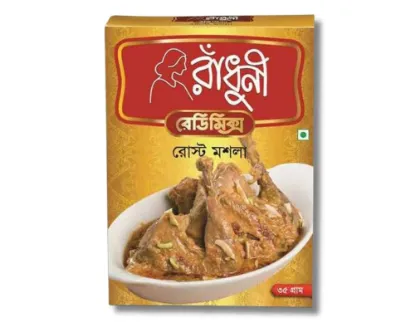 রাঁধুনী
রেডিমিক্স
রোস্ট মশলা
৩৫ গ্রাম